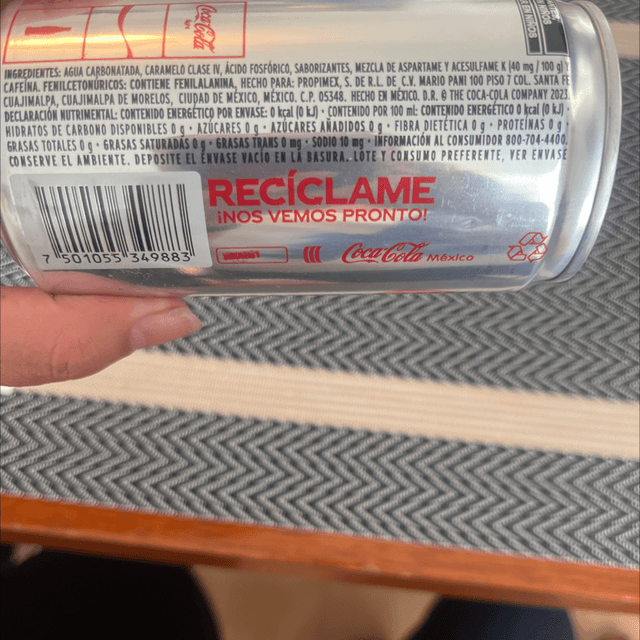 Coca-Cola
INGREDIENTES: AGUA CARBONATADA, CARAMELO CLASE IV, ÁCIDO FOSFÓRICO, SABORIZANTES, MEZCLA DE ASPARTAME Y ACESULFAME K (40 mg / 100 g)
CAFEÍNA. FENILCETONÚRICOS: CONTIENE FENILALANINA, HECHO PARA: PROPIMEX, S. DE R.L. DE C.V. MARIO PANI 100 PISO 7 COL. SANTA FE
CUAJIMALPA, CUAJIMALPA DE MORELOS, CIUDAD DE MÉXICO, MÉXICO. C.P. 05348. HECHO EN MÉXICO. D.R. © THE COCA-COLA COMPANY 2023
DECLARACIÓN NUTRIMENTAL: CONTENIDO ENERGÉTICO POR ENVASE: 0 kcal (0 kJ) • CONTENIDO POR 100 ml: CONTENIDO ENERGÉTICO 0 kcal (0 kJ) •
HIDRATOS DE CARBONO DISPONIBLES 0 g • AZÚCARES 0 g • AZÚCARES AÑADIDOS 0 g • FIBRA DIETÉTICA 0 g • PROTEÍNAS 0 g •
GRASAS TOTALES 0 g • GRASAS SATURADAS 0 g • GRASAS TRANS 0 mg • SODIO 10 mg • INFORMACIÓN AL CONSUMIDOR 800-704-4400.
CONSERVE EL AMBIENTE. DEPOSITE EL ENVASE VACÍO EN LA BASURA. LOTE Y CONSUMO PREFERENTE, VER ENVASE
RECÍCLAME
¡NOS VEMOS PRONTO!
7 501055 349883
Coca-Cola México